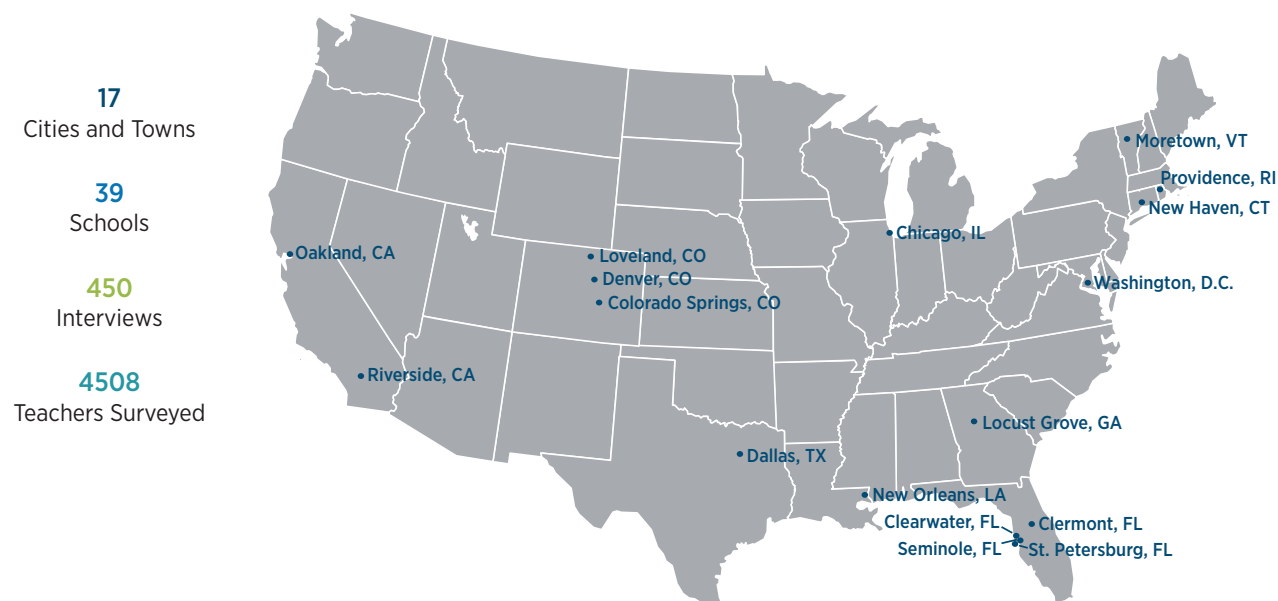 17
Cities and Towns
39
Schools
450
Interviews
4508
Teachers Surveyed
Moretown, VT
Providence, RI
New Haven, CT
Chicago, IL
Oakland, CA
Loveland, CO
Denver, CO
Colorado Springs, CO
Washington, D.C.
Riverside, CA
Locust Grove, GA
Dallas, TX
New Orleans, LA
Clearwater, FL
Clermont, FL
Seminole, FL
St. Petersburg, FL